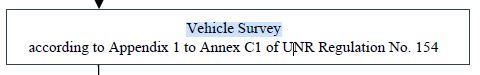 Vehicle Survey
according to Appendix 1 to Annex C1 of UNR Regulation No. 154